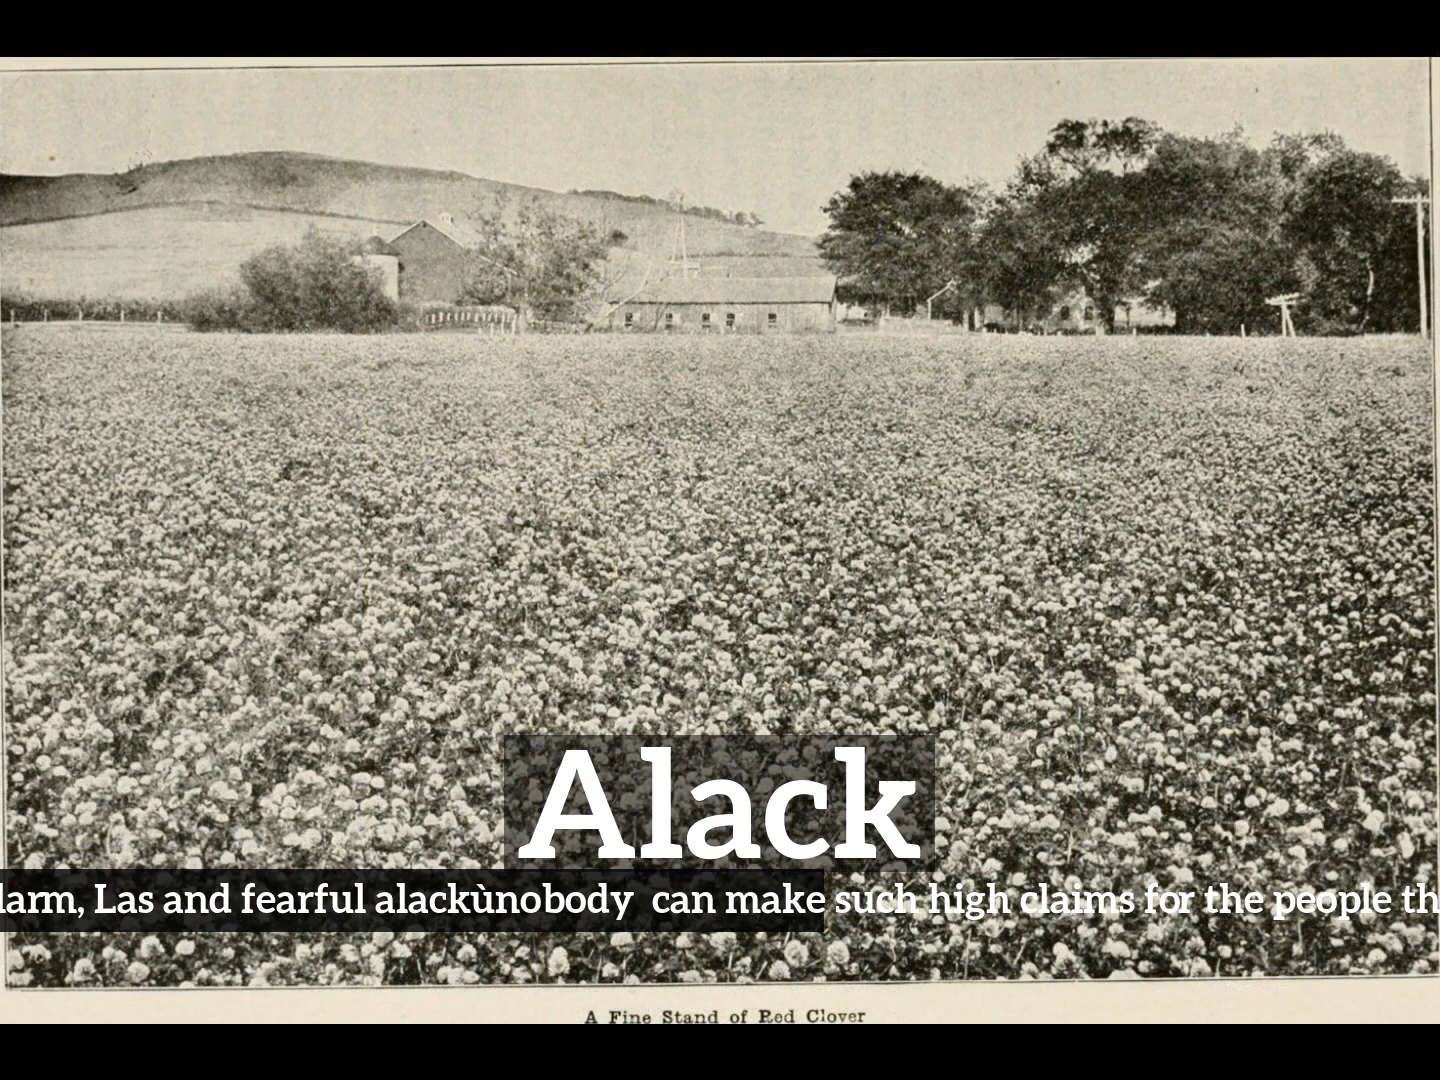 Alack
larm, Las and fearful alackùnobody  can make such high claims for the people th
A Fine Stand of Red Clover